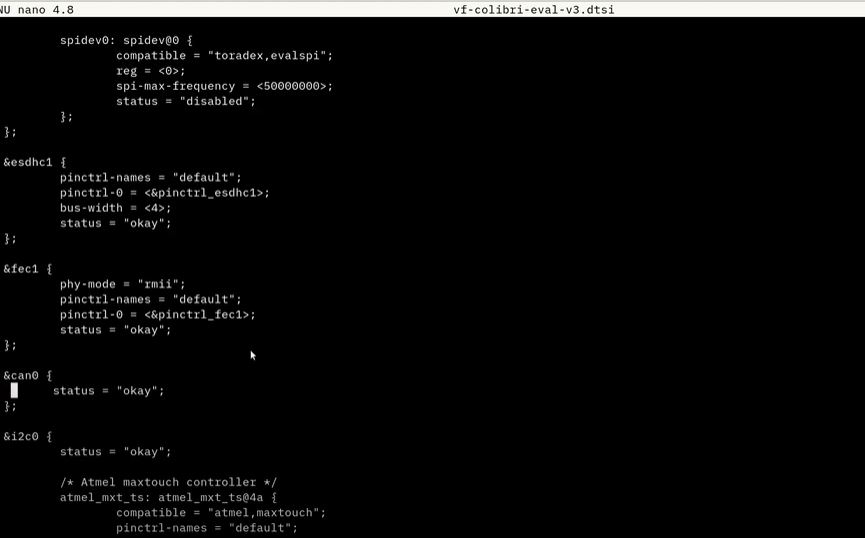 NU nano 4.8 vf-colibri-eval-v3.dtsi
spidev0: spidev@0 {
compatible = "toradex,evalspi";
reg = <0>;
spi-max-frequency = <50000000>;
status = "disabled";
};
};
&esdhc1 {
pinctrl-names = "default";
pinctrl-0 = <&pinctrl_esdhc1>;
bus-width = <4>;
status = "okay";
};
&fec1 {
phy-mode = "rmii";
pinctrl-names = "default";
pinctrl-0 = <&pinctrl_fec1>;
status = "okay";
};
&can0 {
status = "okay";
};
&i2c0 {
status = "okay";
/* Atmel maxtouch controller */
atmel_mxt_ts: atmel_mxt_ts@4a {
compatible = "atmel,maxtouch";
pinctrl-names = "default";